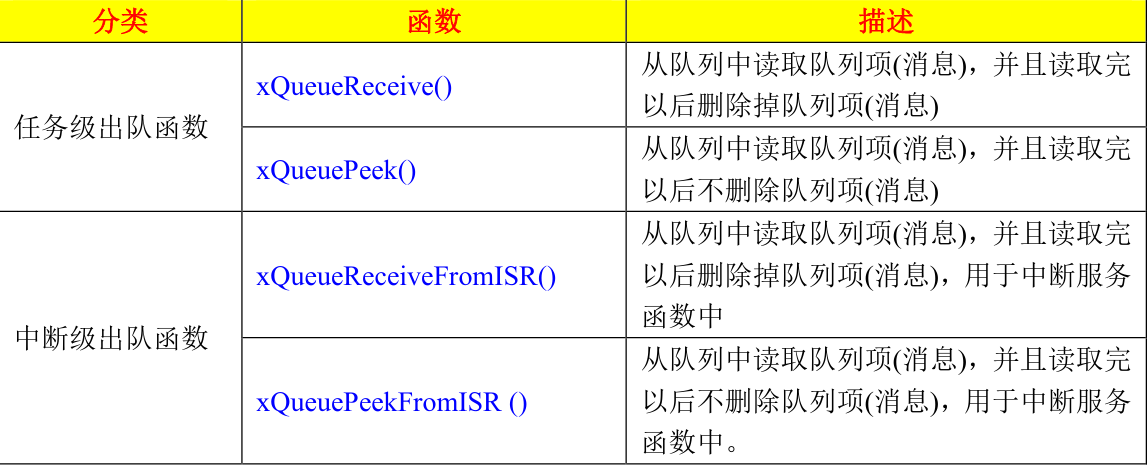 分类 函数 描述
任务级出队函数
xQueueReceive()
从队列中读取队列项(消息)，并且读取完
以后删除掉队列项(消息)
xQueuePeek()
从队列中读取队列项(消息)，并且读取完
以后不删除队列项(消息)
中断级出队函数
xQueueReceiveFromISR()
从队列中读取队列项(消息)，并且读取完
以后删除掉队列项(消息)，用于中断服务
函数中
xQueuePeekFromISR ()
从队列中读取队列项(消息)，并且读取完
以后不删除队列项(消息)，用于中断服务
函数中。